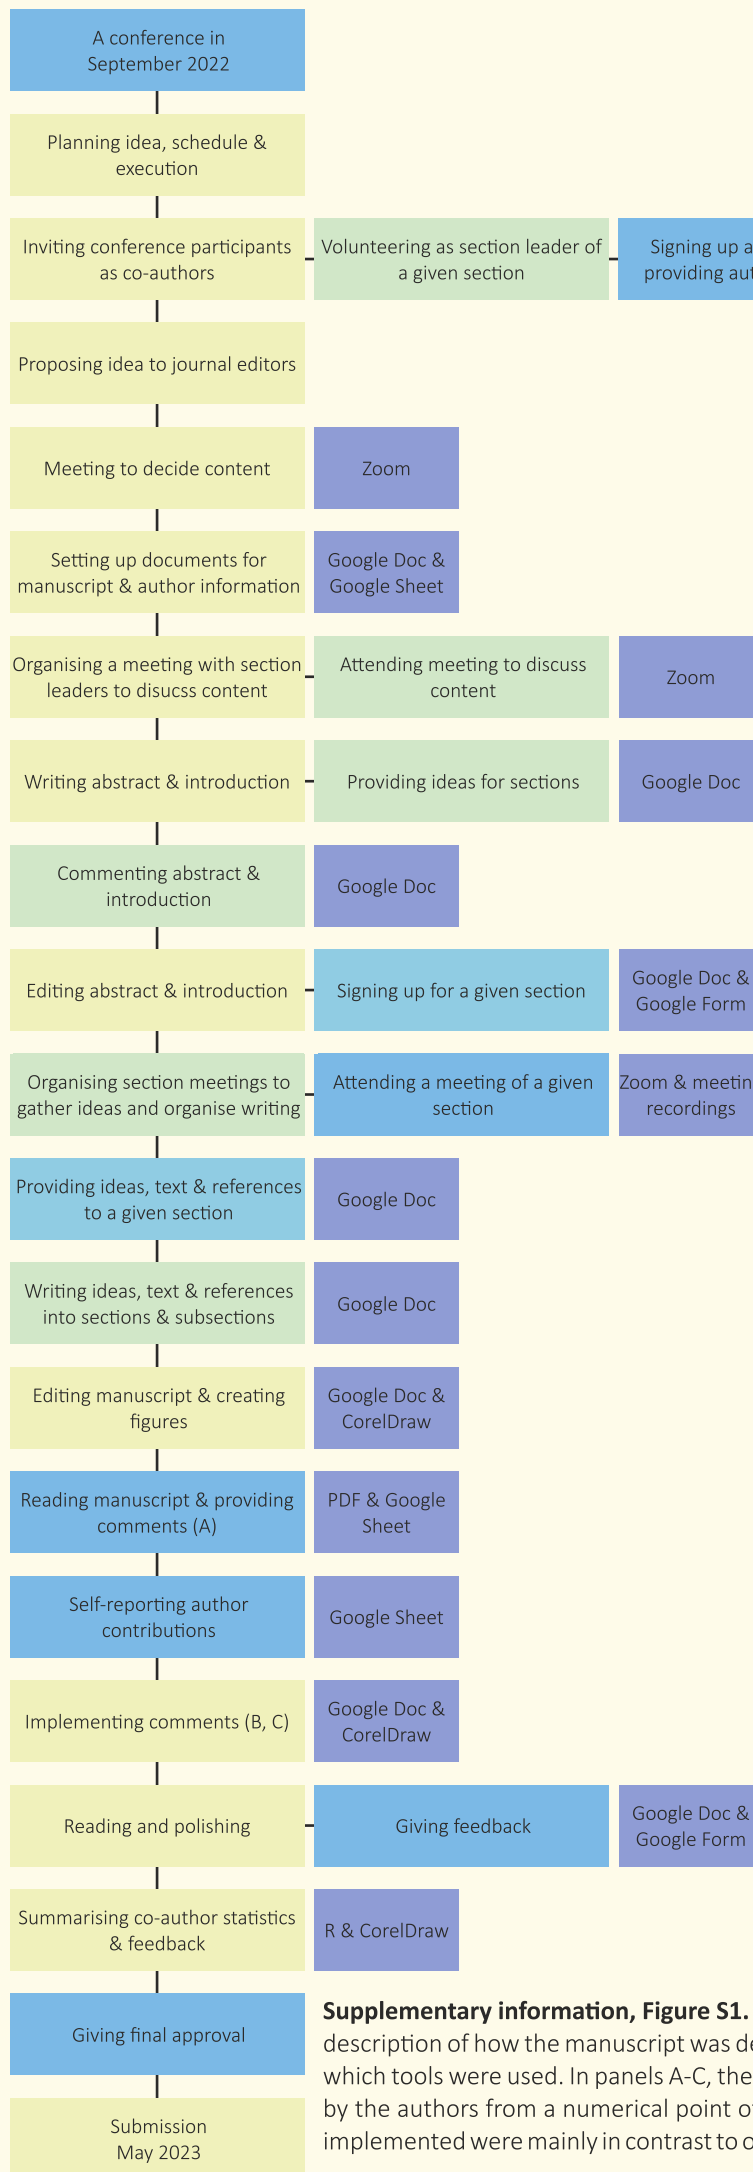 A conference in
September 2022
Planning idea, schedule &
execution
Inviting conference participants
as co-authors
Volunteering as section leader of
a given section
Signing up a
providing aut
Proposing idea to journal editors
Meeting to decide content
Zoom
Setting up documents for
manuscript & author information
Google Doc &
Google Sheet
Organising a meeting with section
leaders to disucss content
Attending meeting to discuss
content
Zoom
Writing abstract & introduction
Providing ideas for sections
Google Doc
Commenting abstract &
introduction
Google Doc
Editing abstract & introduction
Signing up for a given section
Google Doc &
Google Form
Organising section meetings to
gather ideas and organise writing
Attending a meeting of a given
section
Zoom & meetin
recordings
Providing ideas, text & references
to a given section
Google Doc
Writing ideas, text & references
into sections & subsections
Google Doc
Editing manuscript & creating
figures
Google Doc &
CorelDraw
Reading manuscript & providing
comments (A)
PDF & Google
Sheet
Self-reporting author
contributions
Google Sheet
Implementing comments (B, C)
Google Doc &
CorelDraw
Reading and polishing
Giving feedback
Google Doc &
Google Form
Summarising co-author statistics
& feedback
R & CorelDraw
Giving final approval
Submission
May 2023
Supplementary information, Figure S1.
description of how the manuscript was de
which tools were used. In panels A-C, the
by the authors from a numerical point o
implemented were mainly in contrast to o